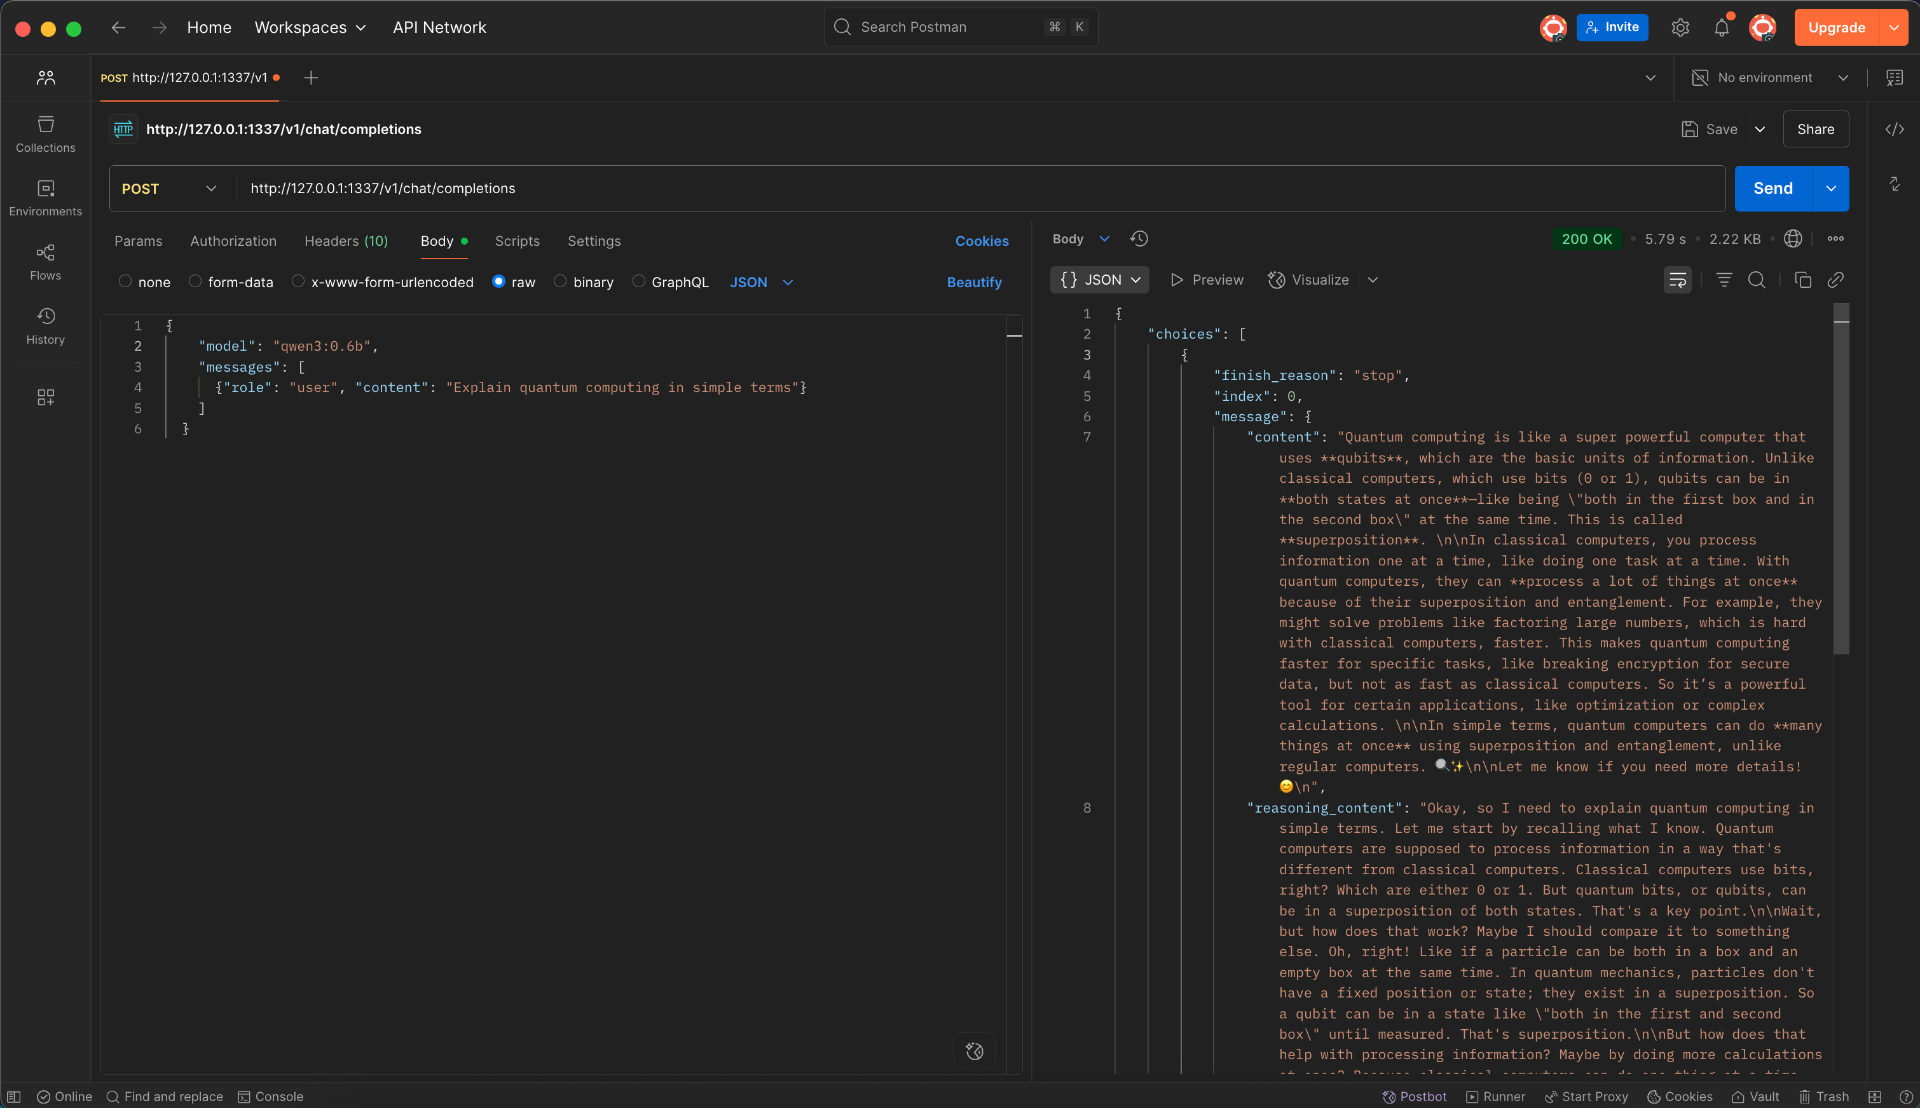 Home Workspaces API Network Search Postman ⌘ K Invite Upgrade
POST http://127.0.0.1:1337/v1 No environment
HTTP http://127.0.0.1:1337/v1/chat/completions Save Share
POST http://127.0.0.1:1337/v1/chat/completions Send
Collections
Environments
Flows
History
Params Authorization Headers (10) Body Scripts Settings Cookies
none form-data x-www-form-urlencoded raw binary GraphQL JSON Beautify
1 {
2 "model": "qwen3:0.6b",
3 "messages": [
4 {"role": "user", "content": "Explain quantum computing in simple terms"}
5 ]
6 }
Body 200 OK • 5.79 s • 2.22 KB
{} JSON Preview Visualize
1 {
2 "choices": [
3 {
4 "finish_reason": "stop",
5 "index": 0,
6 "message": {
7 "content": "Quantum computing is like a super powerful computer that
uses **qubits**, which are the basic units of information. Unlike
classical computers, which use bits (0 or 1), qubits can be in
**both states at once**—like being \"both in the first box and in
the second box\" at the same time. This is called
**superposition**. \n\nIn classical computers, you process
information one at a time, like doing one task at a time. With
quantum computers, they can **process a lot of things at once**
because of their superposition and entanglement. For example, they
might solve problems like factoring large numbers, which is hard
with classical computers, faster. This makes quantum computing
faster for specific tasks, like breaking encryption for secure
data, but not as fast as classical computers. So it’s a powerful
tool for certain applications, like optimization or complex
calculations. \n\nIn simple terms, quantum computers can do **many
things at once** using superposition and entanglement, unlike
regular computers. 🔍✨\n\nLet me know if you need more details!
😊\n",
8 "reasoning_content": "Okay, so I need to explain quantum computing in
simple terms. Let me start by recalling what I know. Quantum
computers are supposed to process information in a way that's
different from classical computers. Classical computers use bits,
right? Which are either 0 or 1. But quantum bits, or qubits, can
be in a superposition of both states. That's a key point.\n\nWait,
but how does that work? Maybe I should compare it to something
else. Oh, right! Like if a particle can be both in a box and an
empty box at the same time. In quantum mechanics, particles don't
have a fixed position or state; they exist in a superposition. So
a qubit can be in a state like \"both in the first and second
box\" until measured. That's superposition.\n\nBut how does that
help with processing information? Maybe by doing more calculations
Online Find and replace Console Postbot Runner Start Proxy Cookies Vault Trash